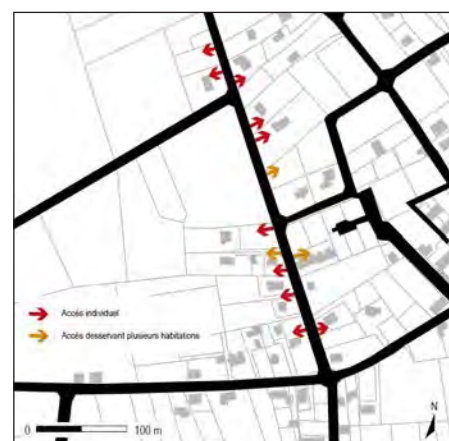 Accès individuel
Accès desservant plusieurs habitations
0 100 m
N